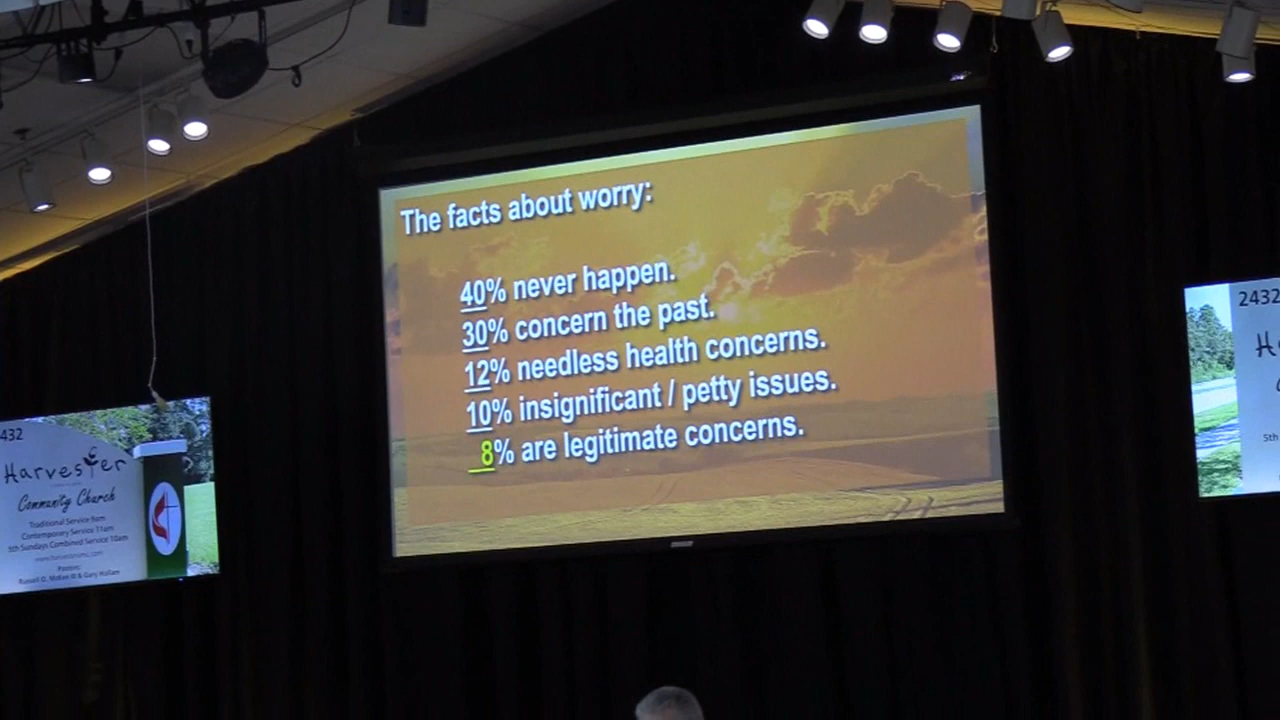 The facts about worry:
40% never happen.
30% concern the past.
12% needless health concerns.
10% insignificant / petty issues.
8% are legitimate concerns.
432
Harvester
Community Church
Traditional Service 9am
Contemporary Service 11am
5th Sundays Combined Service 10am
Pastors:
2432
Ha
5th